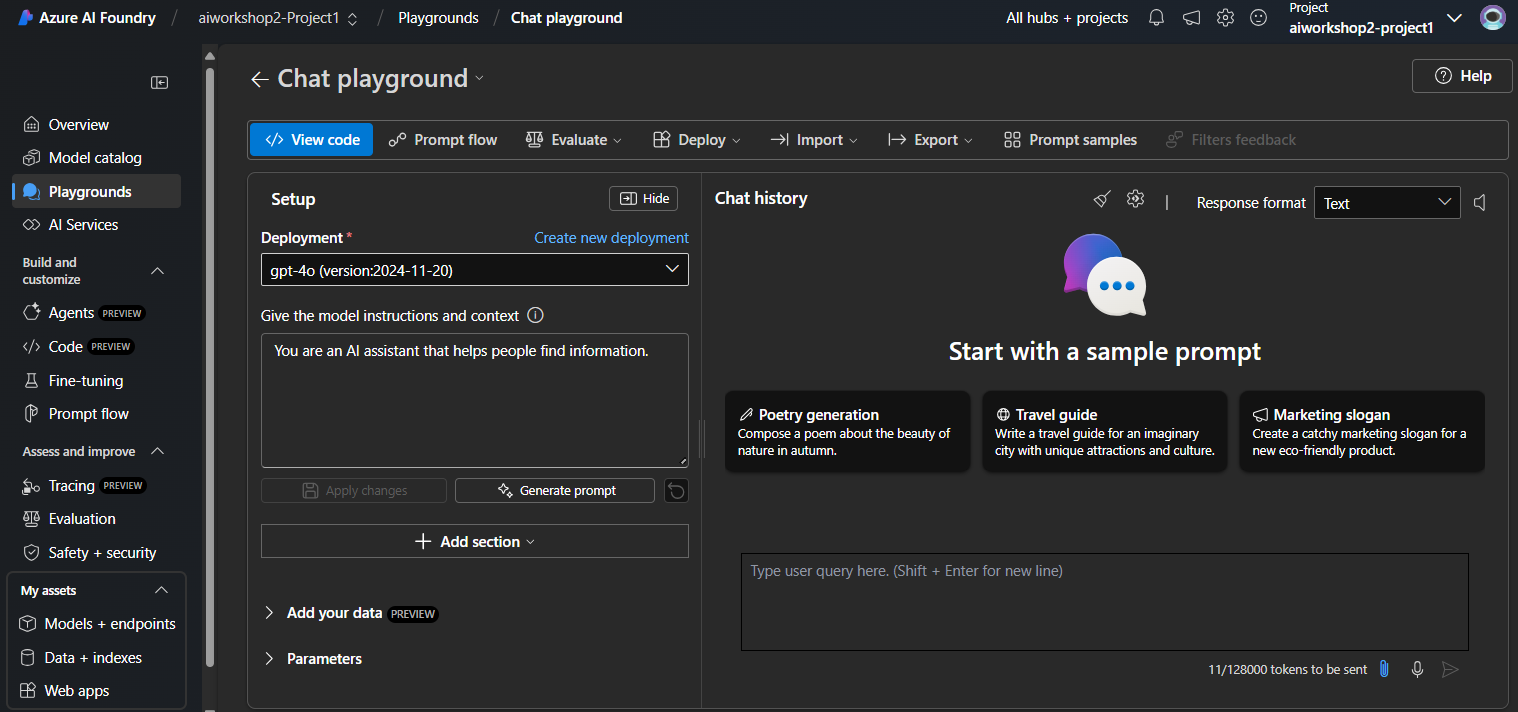 Azure AI Foundry / aiworkshop2-Project1 / Playgrounds / Chat playground
All hubs + projects
Project
aiworkshop2-project1
Overview
Model catalog
Playgrounds
AI Services
Build and
customize
Agents PREVIEW
Code PREVIEW
Fine-tuning
Prompt flow
Assess and improve
Tracing PREVIEW
Evaluation
Safety + security
My assets
Models + endpoints
Data + indexes
Web apps
Chat playground
Help
View code Prompt flow Evaluate Deploy Import Export Prompt samples Filters feedback
Setup
Hide
Deployment * Create new deployment
gpt-4o (version:2024-11-20)
Give the model instructions and context
You are an AI assistant that helps people find information.
Apply changes Generate prompt
Add section
Add your data PREVIEW
Parameters
Chat history
Response format Text
Start with a sample prompt
Poetry generation
Compose a poem about the beauty of
nature in autumn.
Travel guide
Write a travel guide for an imaginary
city with unique attractions and culture.
Marketing slogan
Create a catchy marketing slogan for a
new eco-friendly product.
Type user query here. (Shift + Enter for new line)
11/128000 tokens to be sent